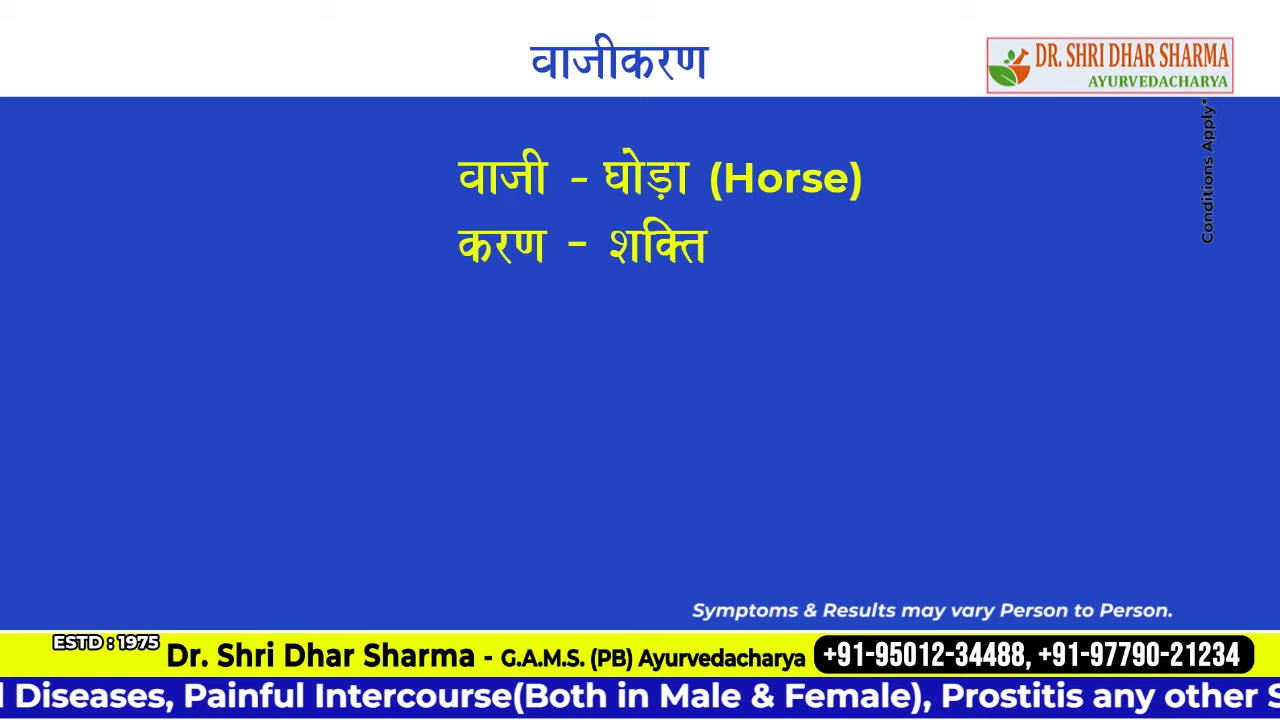 वाजीकरण
DR. SHRI DHAR SHARMA
AYURVEDACHARYA
Conditions Apply*
वाजी - घोड़ा (Horse)
करण - शक्ति
Symptoms & Results may vary Person to Person.
ESTD : 1975
Dr. Shri Dhar Sharma - G.A.M.S. (PB) Ayurvedacharya +91-95012-34488, +91-97790-21234
Diseases, Painful Intercourse(Both in Male & Female), Prostitis any other